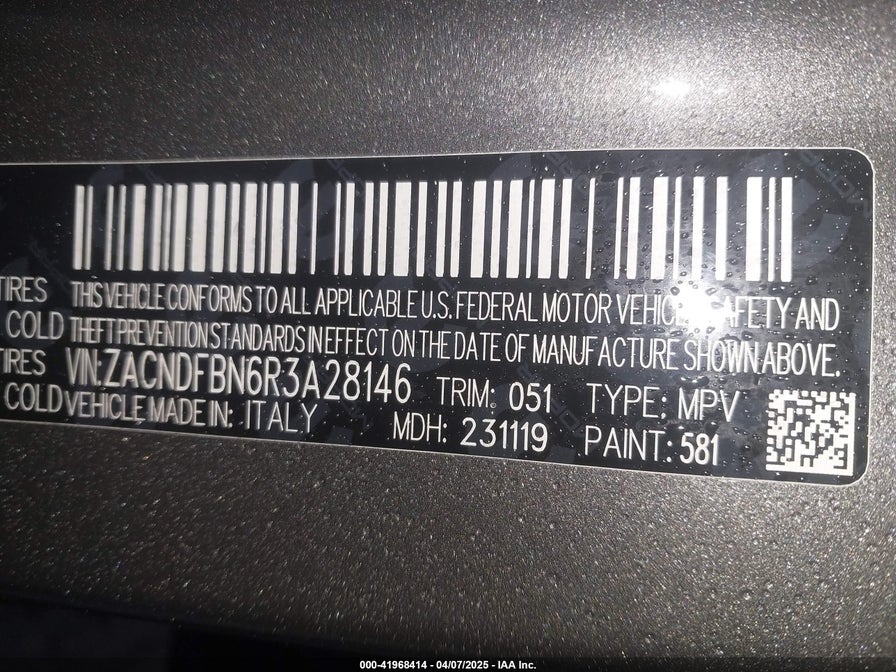 TIRES THIS VEHICLE CONFORMS TO ALL APPLICABLE U.S. FEDERAL MOTOR VEHICLE SAFETY AND
COLD THEFT PREVENTION STANDARDS IN EFFECT ON THE DATE OF MANUFACTURE SHOWN ABOVE.
TIRES VIN: ZACNDFBN6R3A28146 TRIM: 051 TYPE: MPV
COLD VEHICLE MADE IN: ITALY MDH: 231119 PAINT: 581
000-41968414 / 04/07/2025 - IAA Inc.